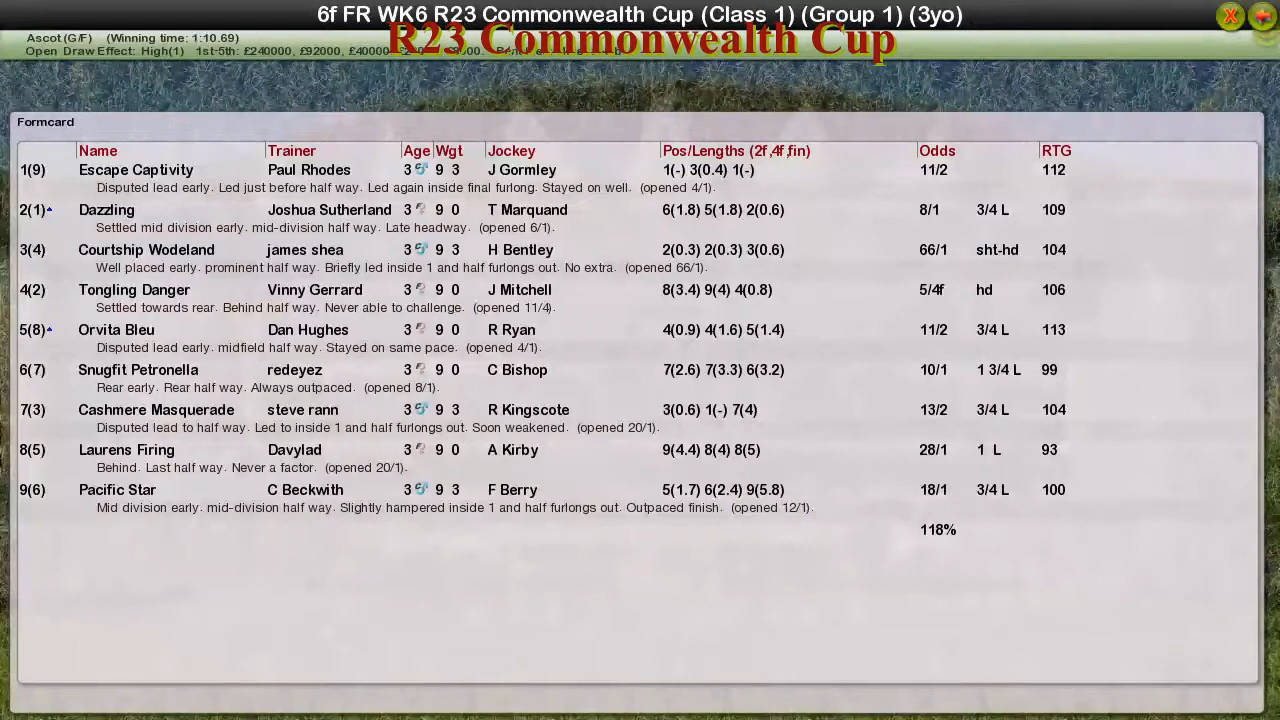 6f FR WK6 R23 Commonwealth Cup (Class 1) (Group 1) (3yo)
R23 Commonwealth Cup
Ascot (G/F) (Winning time: 1:10.69)
Open Draw Effect: High(1) 1st-5th: £240000, £92000, £40000
Formcard
Name Trainer Age Wgt Jockey Pos/Lengths (2f,4f,fin) Odds RTG
1(9) Escape Captivity Paul Rhodes 3 9 3 J Gormley 1(-) 3(0.4) 1(-) 11/2 112
Disputed lead early. Led just before half way. Led again inside final furlong. Stayed on well. (opened 4/1).
2(1) Dazzling Joshua Sutherland 3 9 0 T Marquand 6(1.8) 5(1.8) 2(0.6) 8/1 3/4 L 109
Settled mid division early. mid-division half way. Late headway. (opened 6/1).
3(4) Courtship Wodeland james shea 3 9 3 H Bentley 2(0.3) 2(0.3) 3(0.6) 66/1 sht-hd 104
Well placed early. prominent half way. Briefly led inside 1 and half furlongs out. No extra. (opened 66/1).
4(2) Tongling Danger Vinny Gerrard 3 9 0 J Mitchell 8(3.4) 9(4) 4(0.8) 5/4f hd 106
Settled towards rear. Behind half way. Never able to challenge. (opened 11/4).
5(8) Orvita Bleu Dan Hughes 3 9 0 R Ryan 4(0.9) 4(1.6) 5(1.4) 11/2 3/4 L 113
Disputed lead early. midfield half way. Stayed on same pace. (opened 4/1).
6(7) Snugfit Petronella redeyez 3 9 0 C Bishop 7(2.6) 7(3.3) 6(3.2) 10/1 1 3/4 L 99
Rear early. Rear half way. Always outpaced. (opened 8/1).
7(3) Cashmere Masquerade steve rann 3 9 3 R Kingscote 3(0.6) 1(-) 7(4) 13/2 3/4 L 104
Disputed lead to half way. Led to inside 1 and half furlongs out. Soon weakened. (opened 20/1).
8(5) Laurens Firing Davylad 3 9 0 A Kirby 9(4.4) 8(4) 8(5) 28/1 1 L 93
Behind. Last half way. Never a factor. (opened 20/1).
9(6) Pacific Star C Beckwith 3 9 3 F Berry 5(1.7) 6(2.4) 9(5.8) 18/1 3/4 L 100
Mid division early. mid-division half way. Slightly hampered inside 1 and half furlongs out. Outpaced finish. (opened 12/1).
118%